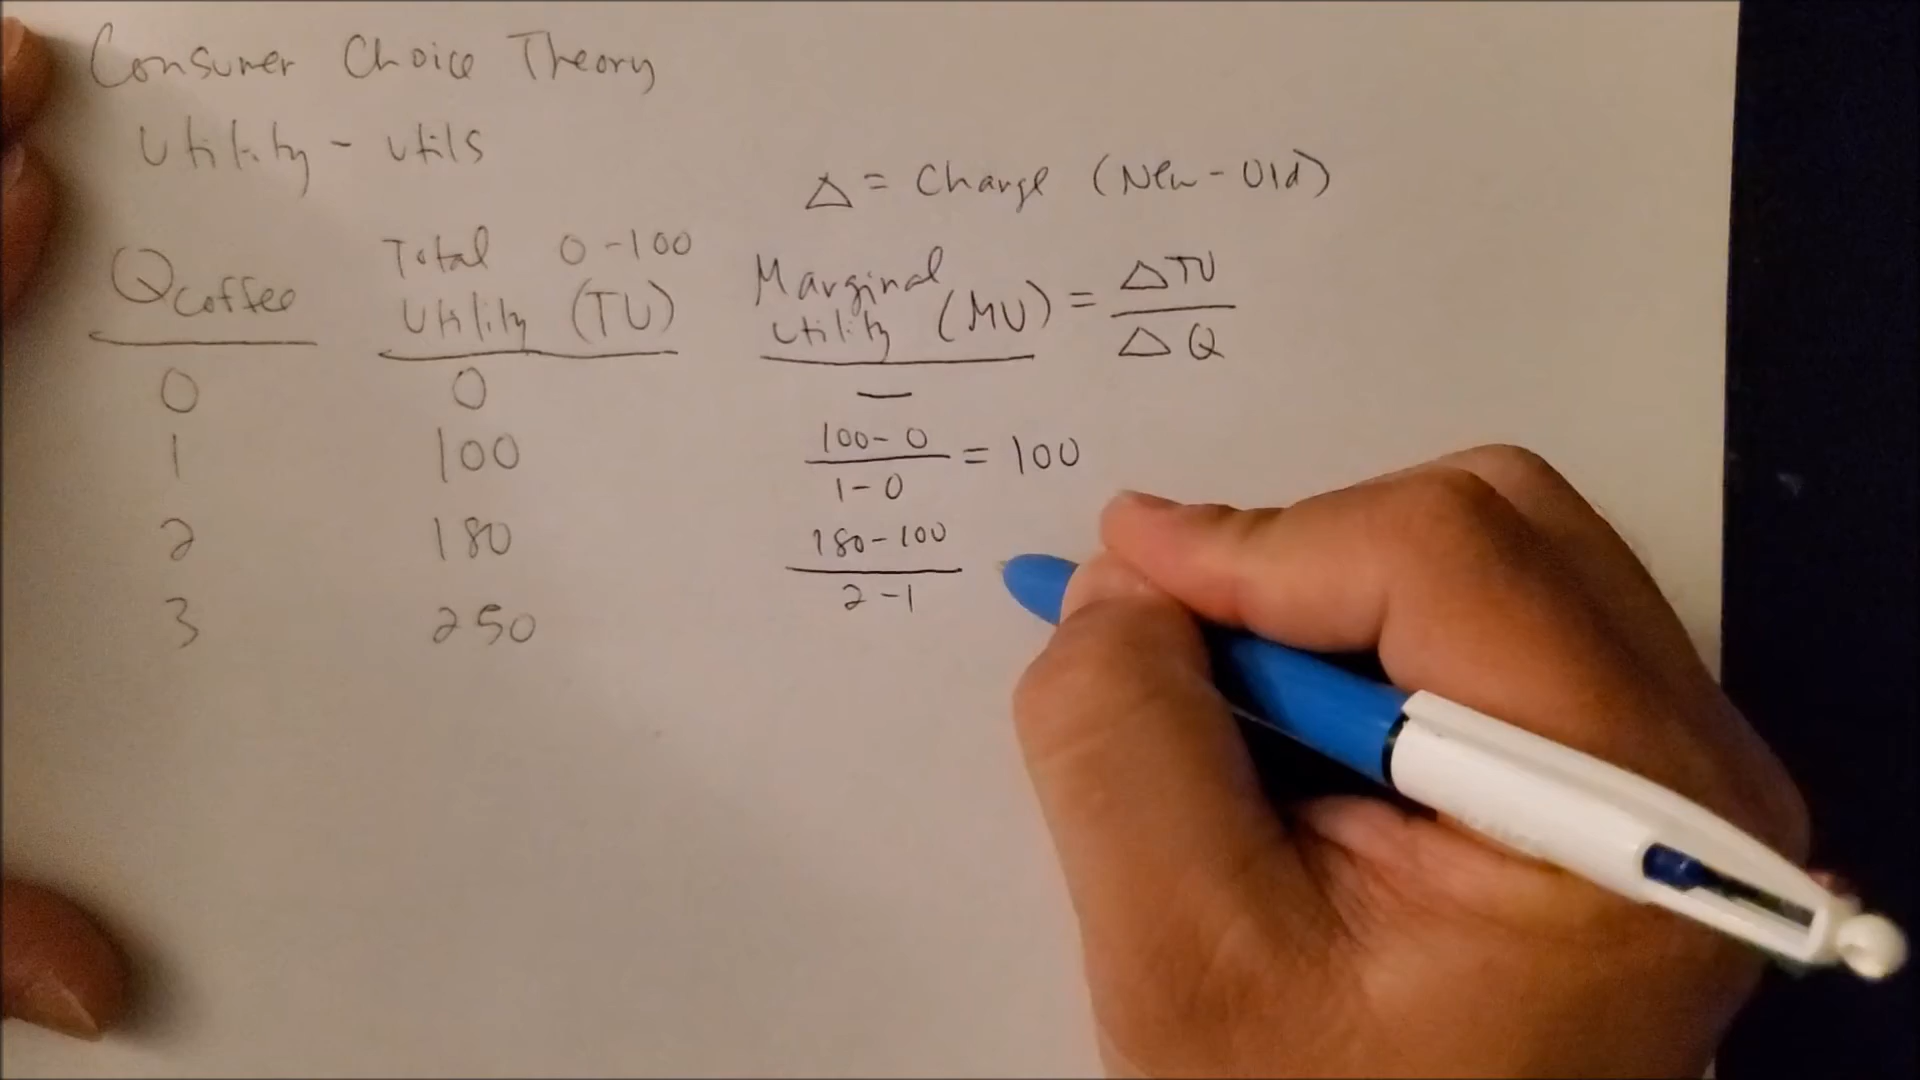 Consumer Choice Theory
Utility - utils
Δ = Change (New - Old)
Total 0-100
Qcoffee Utility (TU)
Marginal Utility (MU) = ΔTU / ΔQ
0 0 —
1 100 100-0 / 1-0 = 100
2 180 180-100 / 2-1
3 250